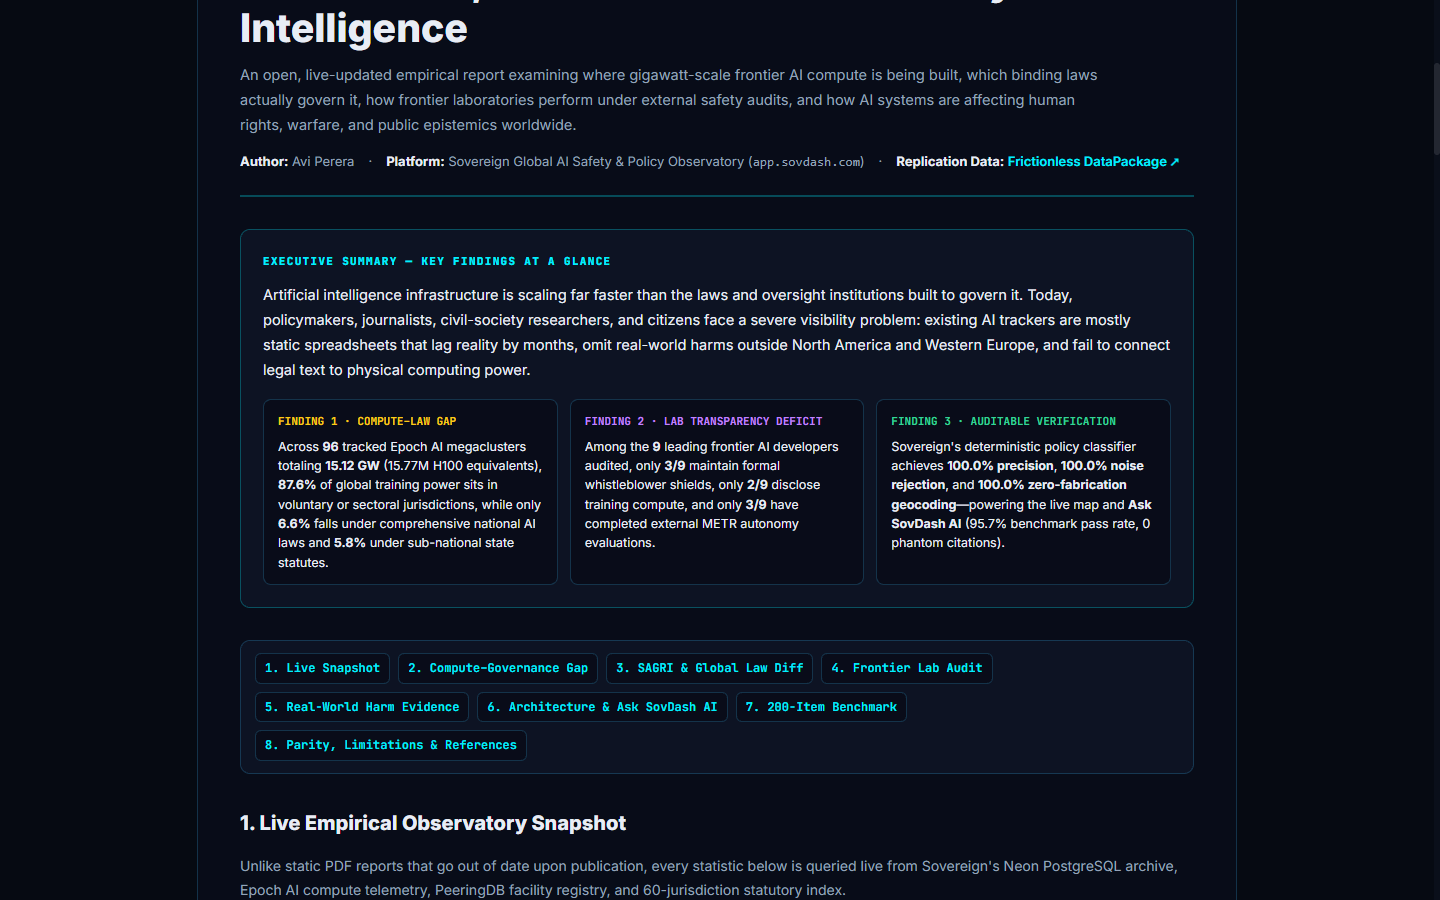 Intelligence
An open, live-updated empirical report examining where gigawatt-scale frontier AI compute is being built, which binding laws
actually govern it, how frontier laboratories perform under external safety audits, and how AI systems are affecting human
rights, warfare, and public epistemics worldwide.
Author: Avi Perera · Platform: Sovereign Global AI Safety & Policy Observatory (app.sovdash.com) · Replication Data: Frictionless DataPackage ↗
EXECUTIVE SUMMARY — KEY FINDINGS AT A GLANCE
Artificial intelligence infrastructure is scaling far faster than the laws and oversight institutions built to govern it. Today,
policymakers, journalists, civil-society researchers, and citizens face a severe visibility problem: existing AI trackers are mostly
static spreadsheets that lag reality by months, omit real-world harms outside North America and Western Europe, and fail to connect
legal text to physical computing power.
FINDING 1 · COMPUTE-LAW GAP
Across 96 tracked Epoch AI megaclusters
totaling 15.12 GW (15.77M H100 equivalents),
87.6% of global training power sits in
voluntary or sectoral jurisdictions, while only
6.6% falls under comprehensive national AI
laws and 5.8% under sub-national state
statutes.
FINDING 2 · LAB TRANSPARENCY DEFICIT
Among the 9 leading frontier AI developers
audited, only 3/9 maintain formal
whistleblower shields, only 2/9 disclose
training compute, and only 3/9 have
completed external METR autonomy
evaluations.
FINDING 3 · AUDITABLE VERIFICATION
Sovereign's deterministic policy classifier
achieves 100.0% precision, 100.0% noise
rejection, and 100.0% zero-fabrication
geocoding—powering the live map and Ask
SovDash AI (95.7% benchmark pass rate, 0
phantom citations).
1. Live Snapshot
2. Compute-Governance Gap
3. SAGRI & Global Law Diff
4. Frontier Lab Audit
5. Real-World Harm Evidence
6. Architecture & Ask SovDash AI
7. 200-Item Benchmark
8. Parity, Limitations & References
1. Live Empirical Observatory Snapshot
Unlike static PDF reports that go out of date upon publication, every statistic below is queried live from Sovereign's Neon PostgreSQL archive,
Epoch AI compute telemetry, PeeringDB facility registry, and 60-jurisdiction statutory index.